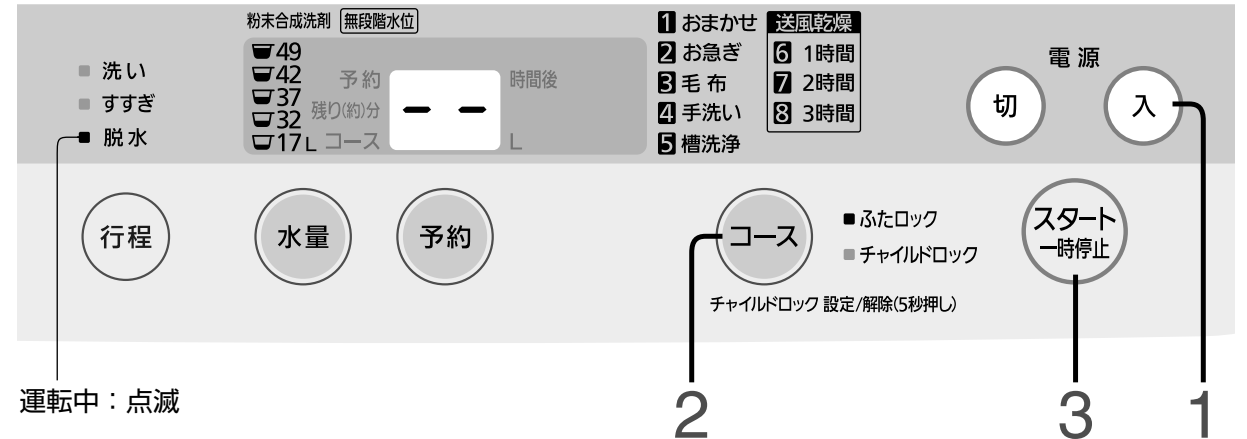 粉末合成洗剤 無段階水位
49
42
37
32
17L
予約
残り(約)分
コース
時間後
L
– –
洗い
すすぎ
脱水
1 おまかせ
2 お急ぎ
3 毛布
4 手洗い
5 槽洗浄
送風乾燥
6 1時間
7 2時間
8 3時間
電源
切
入
行程
水量
予約
コース
ふたロック
チャイルドロック
チャイルドロック 設定/解除(5秒押し)
スタート
一時停止
運転中：点滅
2
3
1